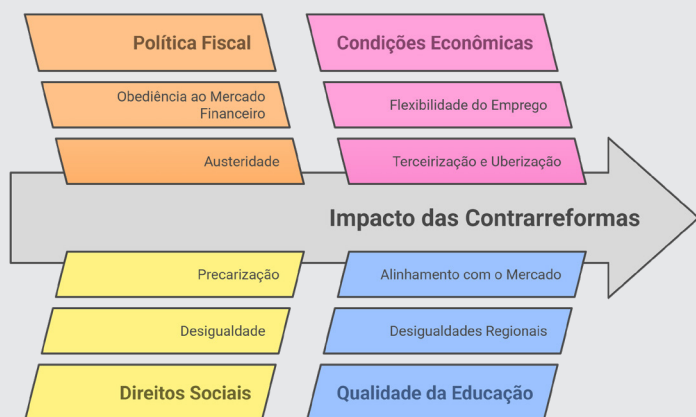 Política Fiscal
Condições Econômicas
Obediência ao Mercado
Financeiro
Flexibilidade do Emprego
Austeridade
Terceirização e Uberização
Impacto das Contrarreformas
Precarização
Alinhamento com o Mercado
Desigualdade
Desigualdades Regionais
Direitos Sociais
Qualidade da Educação